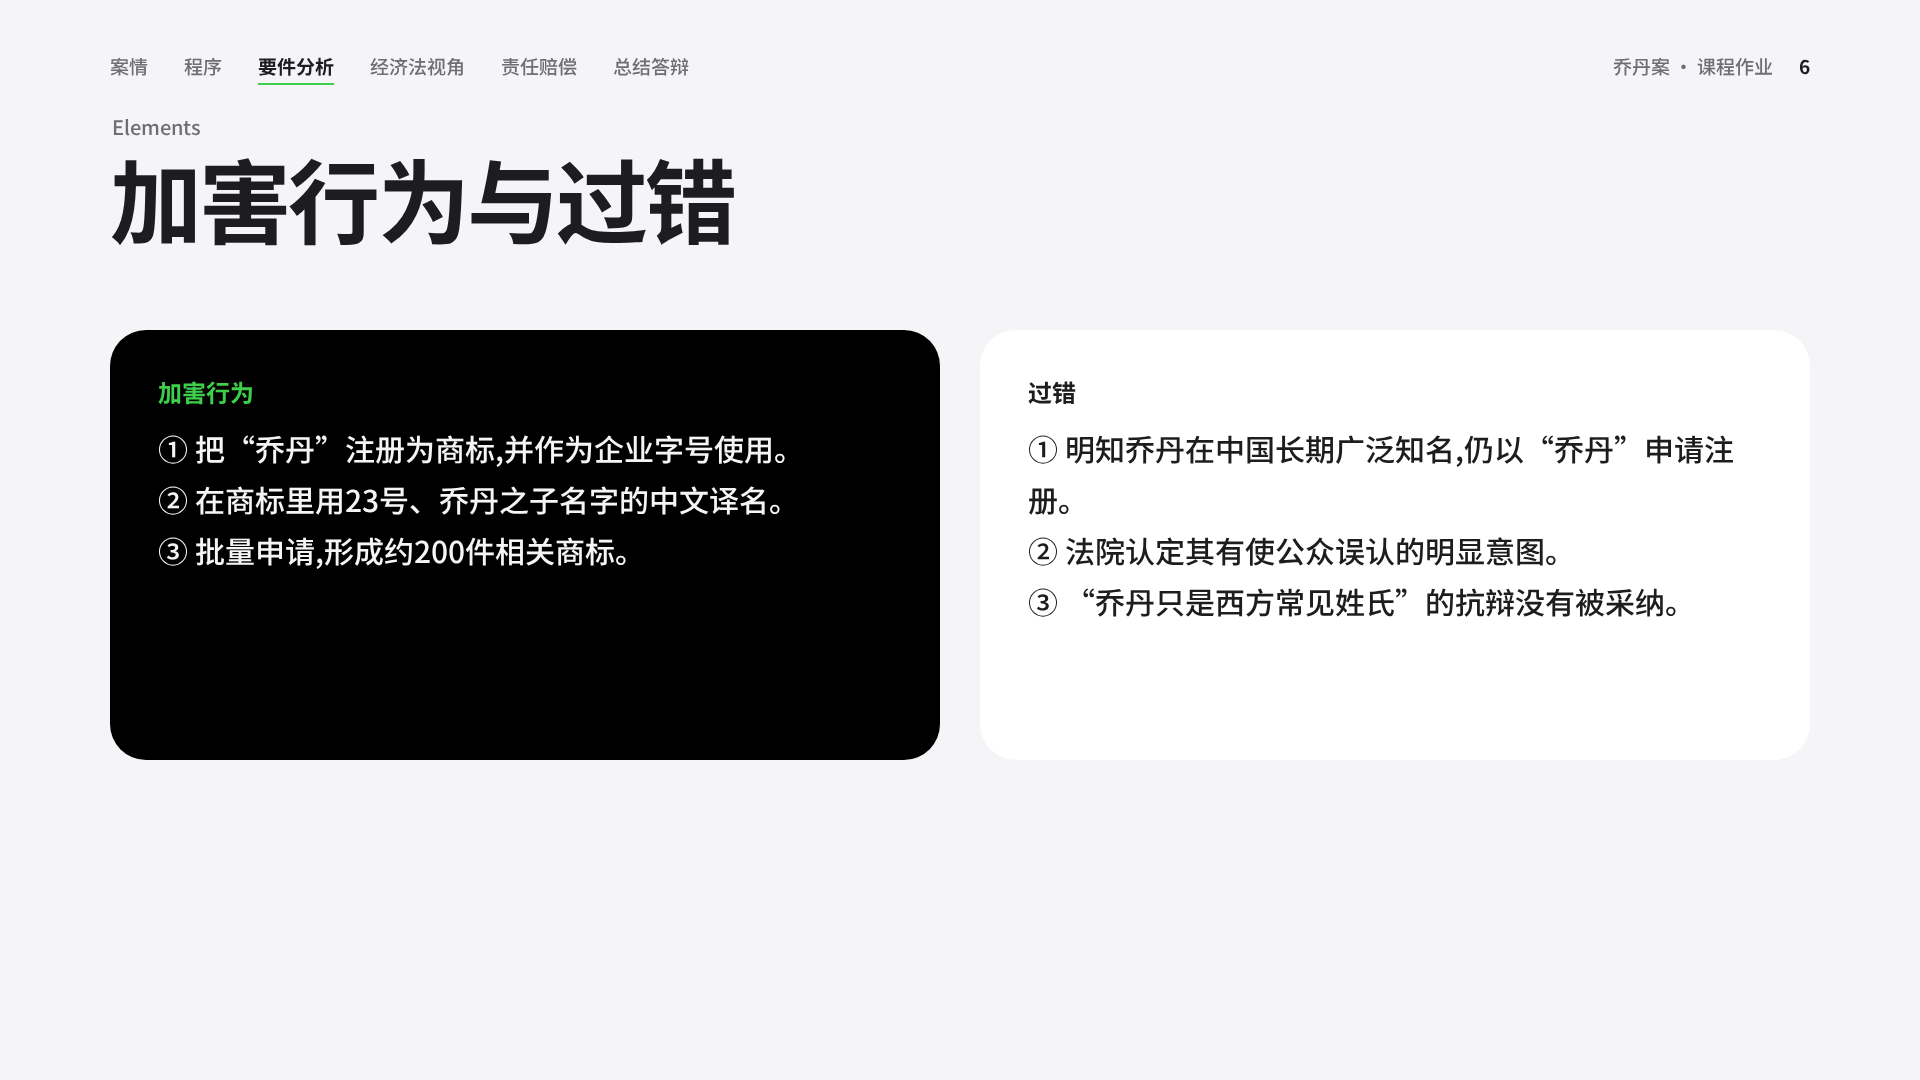 案情 程序 要件分析 经济法视角 责任赔偿 总结答辩 乔丹案 · 课程作业 6
Elements
加害行为与过错
加害行为
① 把“乔丹”注册为商标,并作为企业字号使用。
② 在商标里用23号、乔丹之子名字的中文译名。
③ 批量申请,形成约200件相关商标。
过错
① 明知乔丹在中国长期广泛知名,仍以“乔丹”申请注
册。
② 法院认定其有使公众误认的明显意图。
③ “乔丹只是西方常见姓氏”的抗辩没有被采纳。